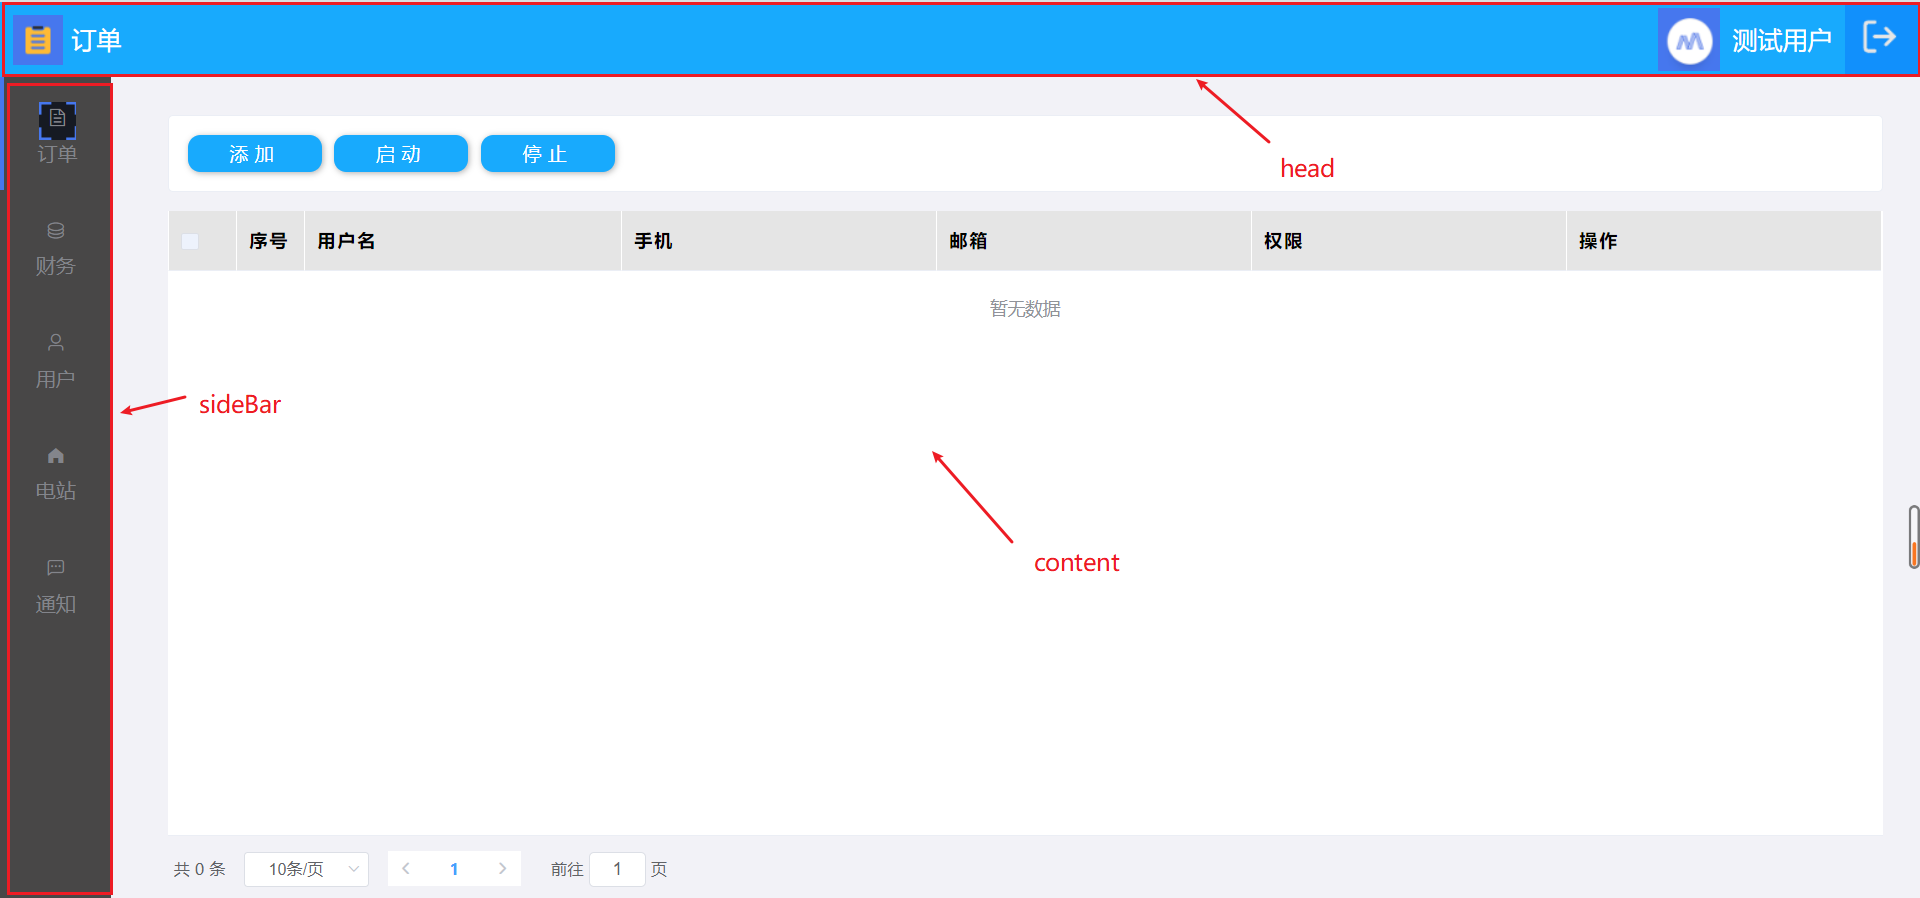 订单
测试用户
head
订单
财务
用户
sideBar
电站
通知
添加 启动 停止
序号 用户名 手机 邮箱 权限 操作
暂无数据
content
共 0 条 10条/页 1 前往 1 页